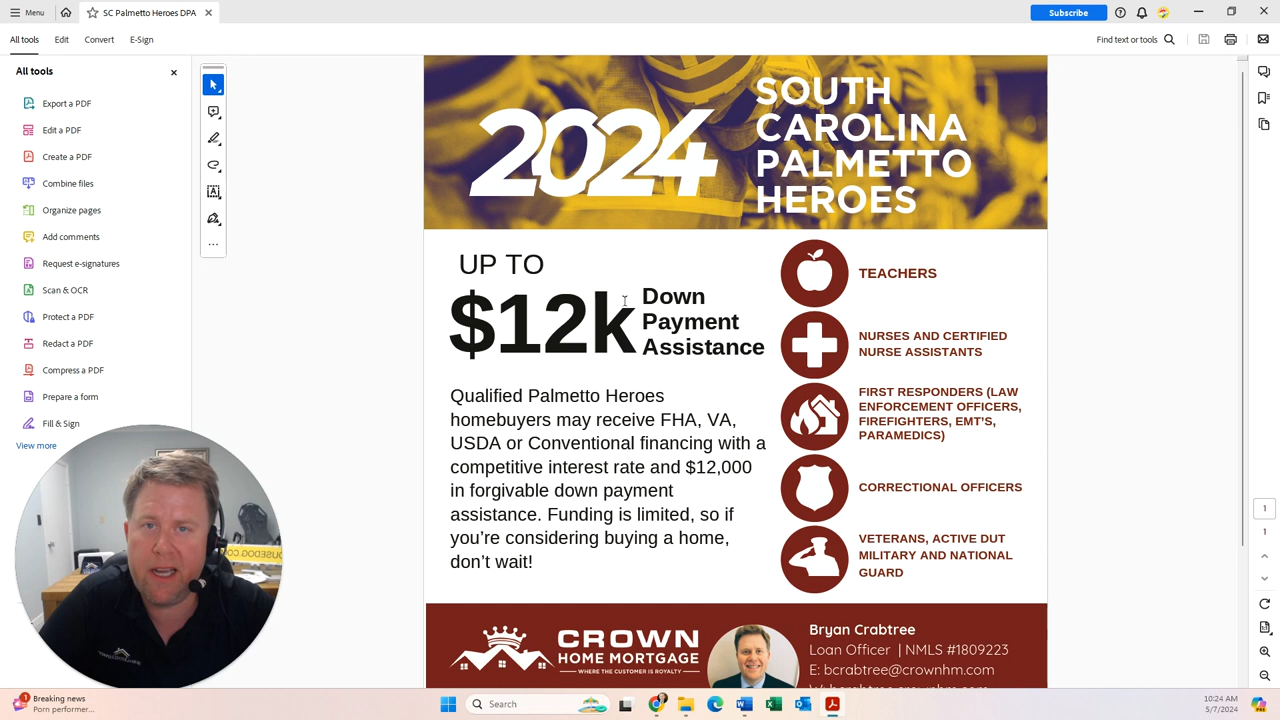 Menu
SC Palmetto Heroes DPA
Subscribe
All tools
Edit
Convert
E-Sign
Find text or tools
All tools
Export a PDF
Edit a PDF
Create a PDF
Combine files
Organize pages
Add comments
Request e-signatures
Scan & OCR
Protect a PDF
Redact a PDF
Compress a PDF
Prepare a form
Fill & Sign
View more
2024
SOUTH
CAROLINA
PALMETTO
HEROES
UP TO
$12k
Down
Payment
Assistance
Qualified Palmetto Heroes
homebuyers may receive FHA, VA,
USDA or Conventional financing with a
competitive interest rate and $12,000
in forgivable down payment
assistance. Funding is limited, so if
you're considering buying a home,
don't wait!
TEACHERS
NURSES AND CERTIFIED
NURSE ASSISTANTS
FIRST RESPONDERS (LAW
ENFORCEMENT OFFICERS,
FIREFIGHTERS, EMT'S,
PARAMEDICS)
CORRECTIONAL OFFICERS
VETERANS, ACTIVE DUT
MILITARY AND NATIONAL
GUARD
CROWN
HOME MORTGAGE
WHERE THE CUSTOMER IS ROYALTY
Bryan Crabtree
Loan Officer | NMLS #1809223
E: bcrabtree@crownhm.com
1
1
OUSEDOG.CO
1
Breaking news
Porn performer...
Search
10:24 AM
5/7/2024